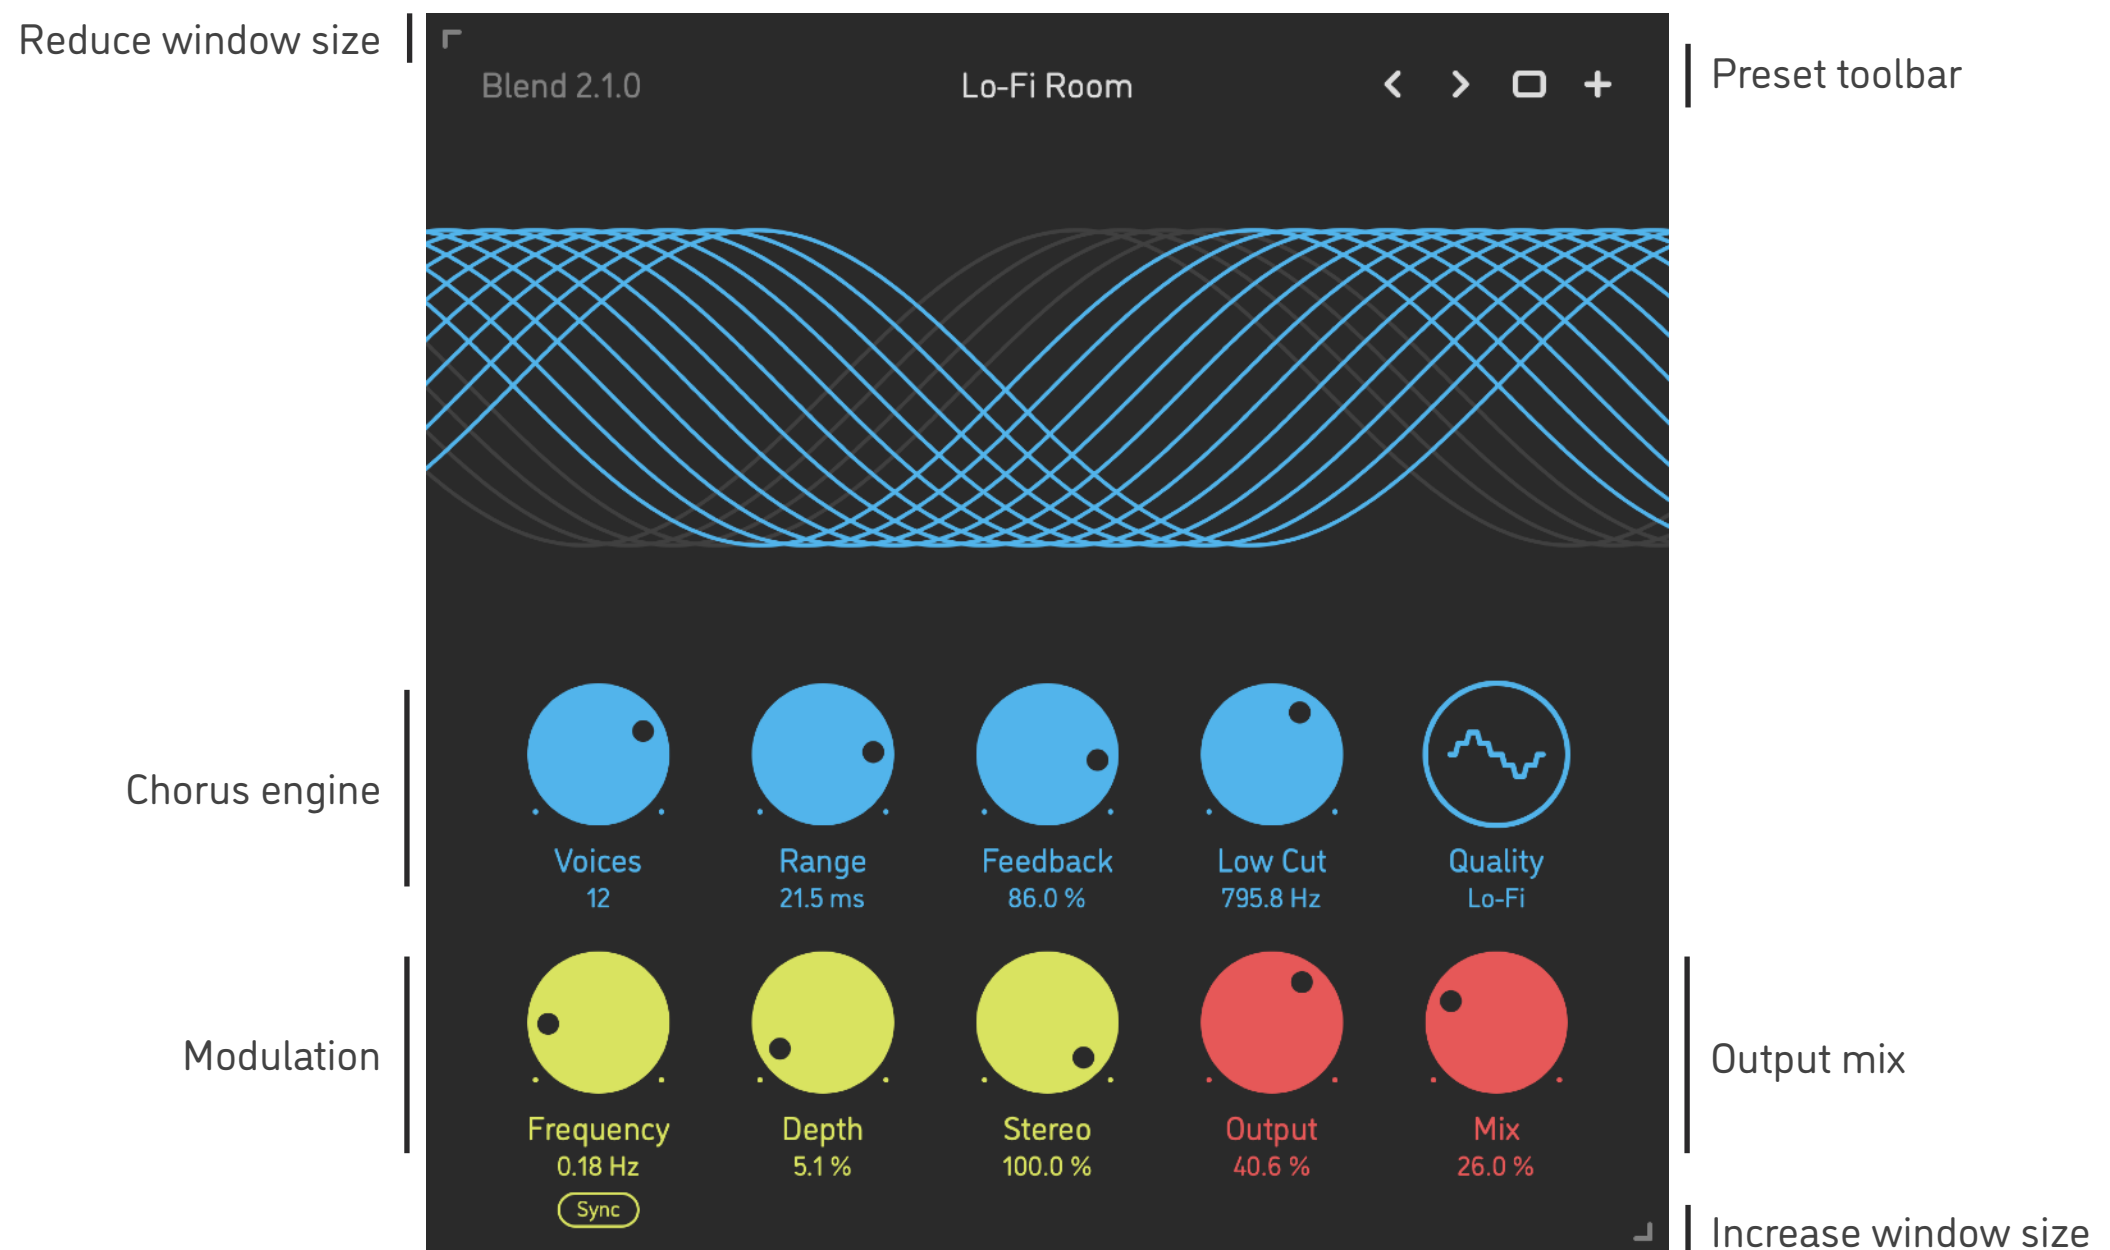 Reduce window size
Blend 2.1.0
Lo-Fi Room
Preset toolbar
Chorus engine
Voices
12
Range
21.5 ms
Feedback
86.0 %
Low Cut
795.8 Hz
Quality
Lo-Fi
Modulation
Frequency
0.18 Hz
Sync
Depth
5.1 %
Stereo
100.0 %
Output
40.6 %
Mix
26.0 %
Output mix
Increase window size